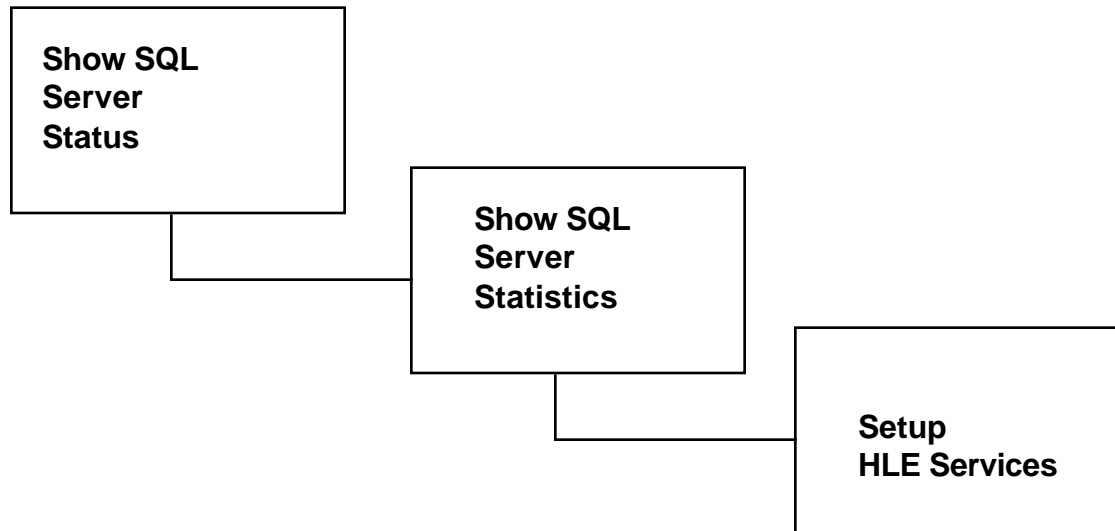 Show SQL
Server
Status
Show SQL
Server
Statistics
Setup
HLE Services